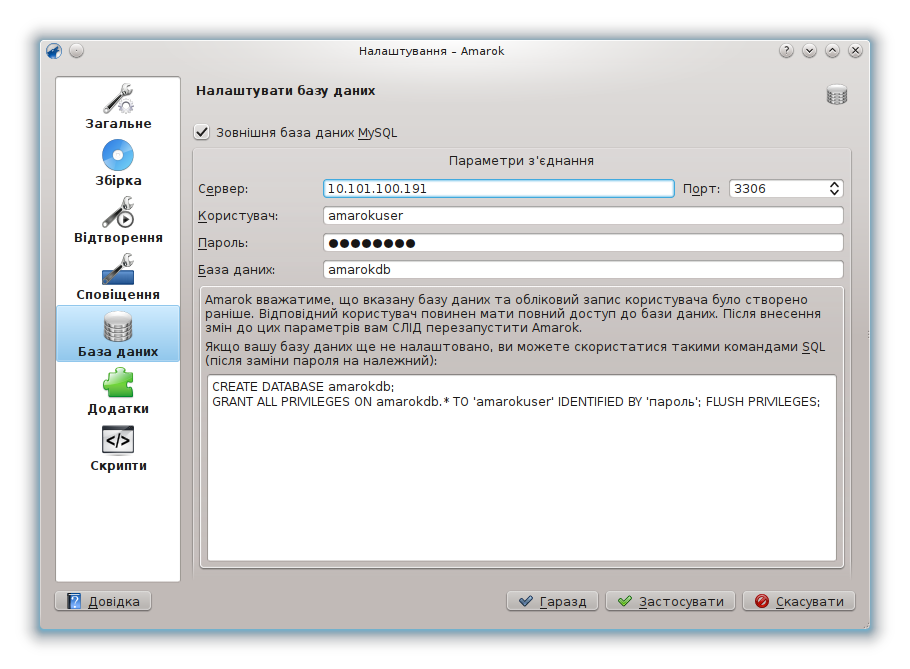 Налаштування – Amarok
Загальне
Збірка
Відтворення
Сповіщення
База даних
Додатки
Скрипти
Налаштувати базу даних
Зовнішня база даних MySQL
Параметри з’єднання
Сервер: 10.101.100.191 Порт: 3306
Користувач: amarokuser
Пароль: ●●●●●●●●
База даних: amarokdb
Amarok вважатиме, що вказану базу даних та обліковий запис користувача було створено
раніше. Відповідний користувач повинен мати повний доступ до бази даних. Після внесення
змін до цих параметрів вам СЛІД перезапустити Amarok.
Якщо вашу базу даних ще не налаштовано, ви можете скористатися такими командами SQL
(після заміни пароля на належний):
CREATE DATABASE amarokdb;
GRANT ALL PRIVILEGES ON amarokdb.* TO 'amarokuser' IDENTIFIED BY 'пароль'; FLUSH PRIVILEGES;
Довідка Гаразд Застосувати Скасувати